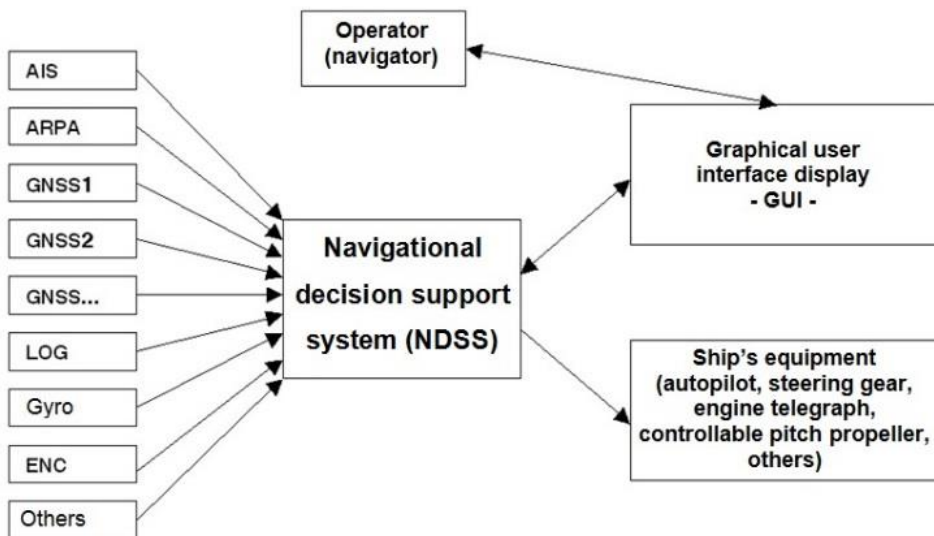 Operator
(navigator)
AIS
ARPA
GNSS1
GNSS2
GNSS...
LOG
Gyro
ENC
Others
Navigational
decision support
system (NDSS)
Graphical user
interface display
- GUI -
Ship's equipment
(autopilot, steering gear,
engine telegraph,
controllable pitch propeller,
others)